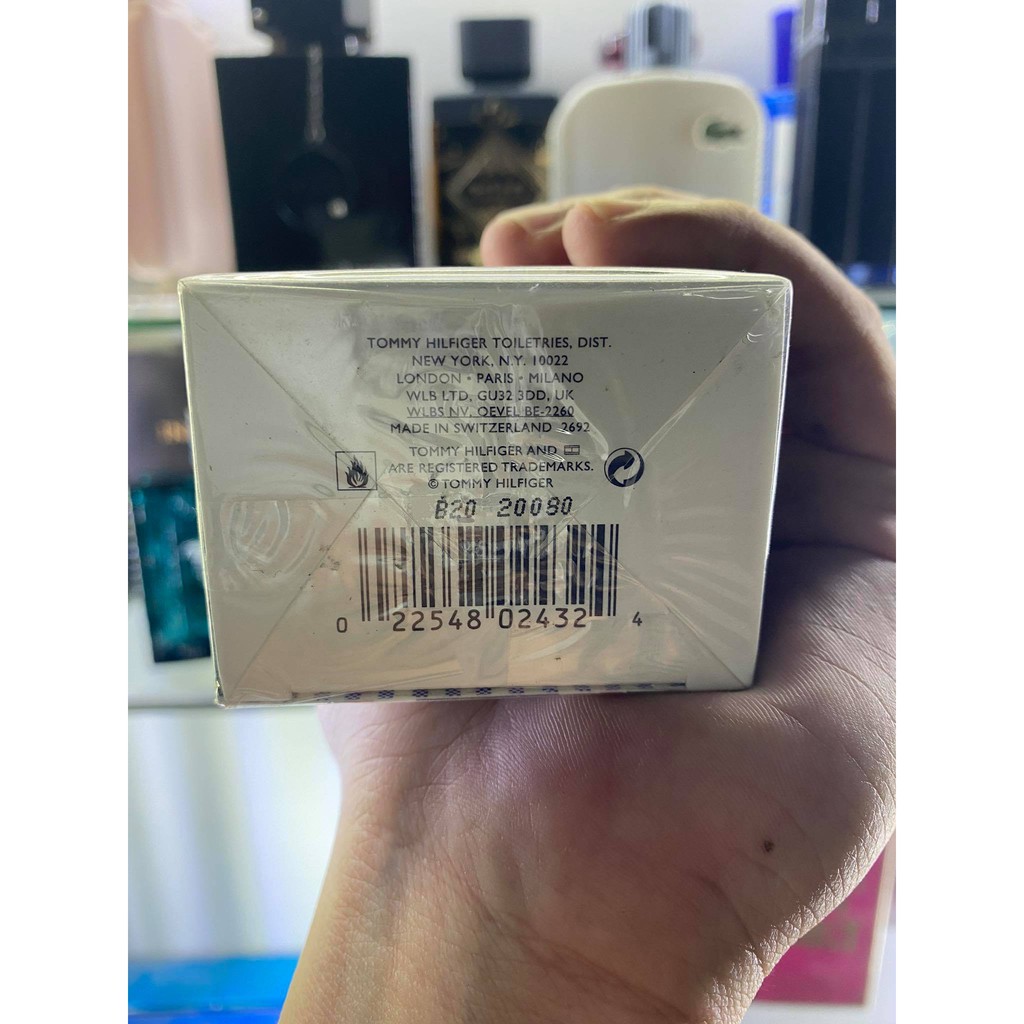 TOMMY HILFIGER TOILETRIES, DIST.
NEW YORK, N.Y. 10022
LONDON • PARIS • MILANO
WLB LTD, GU32 3DD, UK
WLBS NV. OEVEL BE-2260
MADE IN SWITZERLAND 2692
TOMMY HILFIGER AND
ARE REGISTERED TRADEMARKS.
© TOMMY HILFIGER
B20 20080
0 22548 02432 4